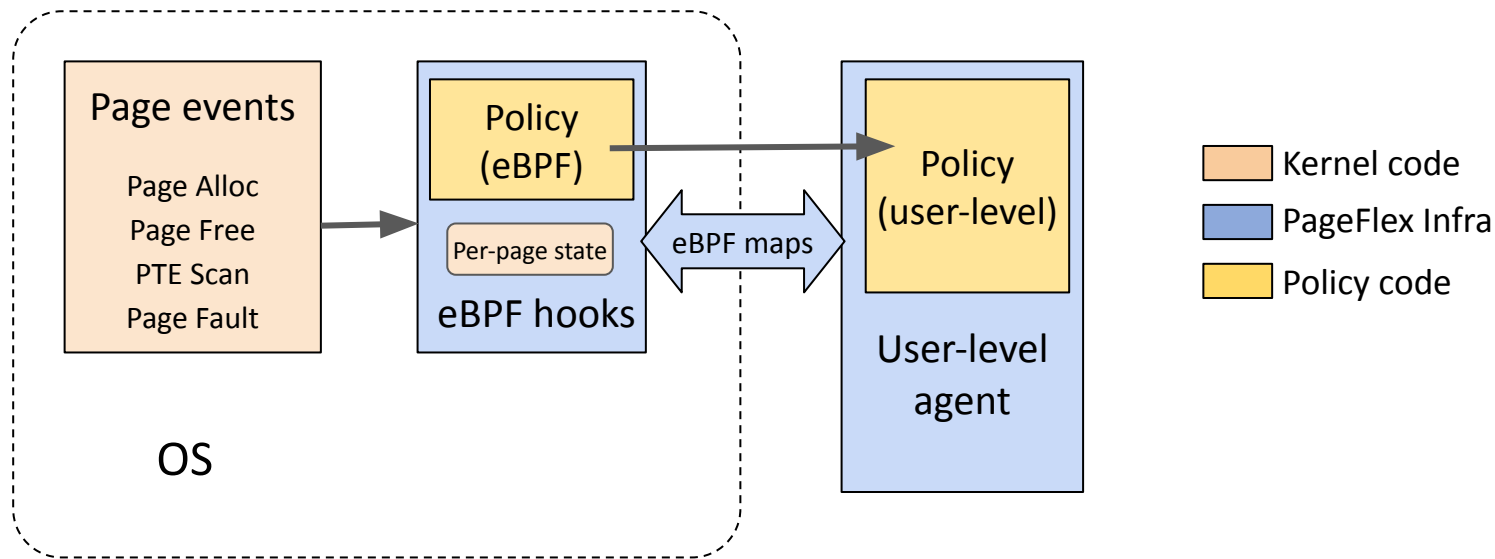 Page events
Page Alloc
Page Free
PTE Scan
Page Fault
OS
Policy
(eBPF)
Per-page state
eBPF hooks
eBPF maps
Policy
(user-level)
User-level
agent
Kernel code
PageFlex Infra
Policy code